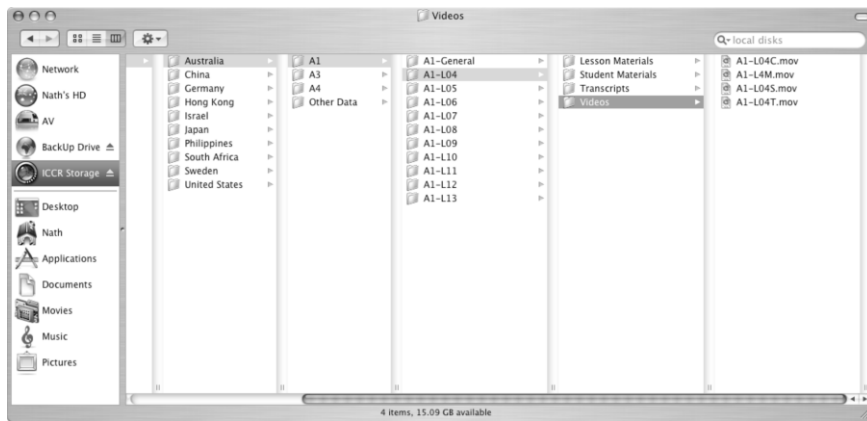 Videos
local disks
Network
Nath's HD
AV
BackUp Drive
ICCR Storage
Desktop
Nath
Applications
Documents
Movies
Music
Pictures
Australia
China
Germany
Hong Kong
Israel
Japan
Philippines
South Africa
Sweden
United States
A1
A3
A4
Other Data
A1-General
A1-L04
A1-L05
A1-L06
A1-L07
A1-L08
A1-L09
A1-L10
A1-L11
A1-L12
A1-L13
Lesson Materials
Student Materials
Transcripts
Videos
A1-L04C.mov
A1-L4M.mov
A1-L04S.mov
A1-L04T.mov
4 items, 15.09 GB available